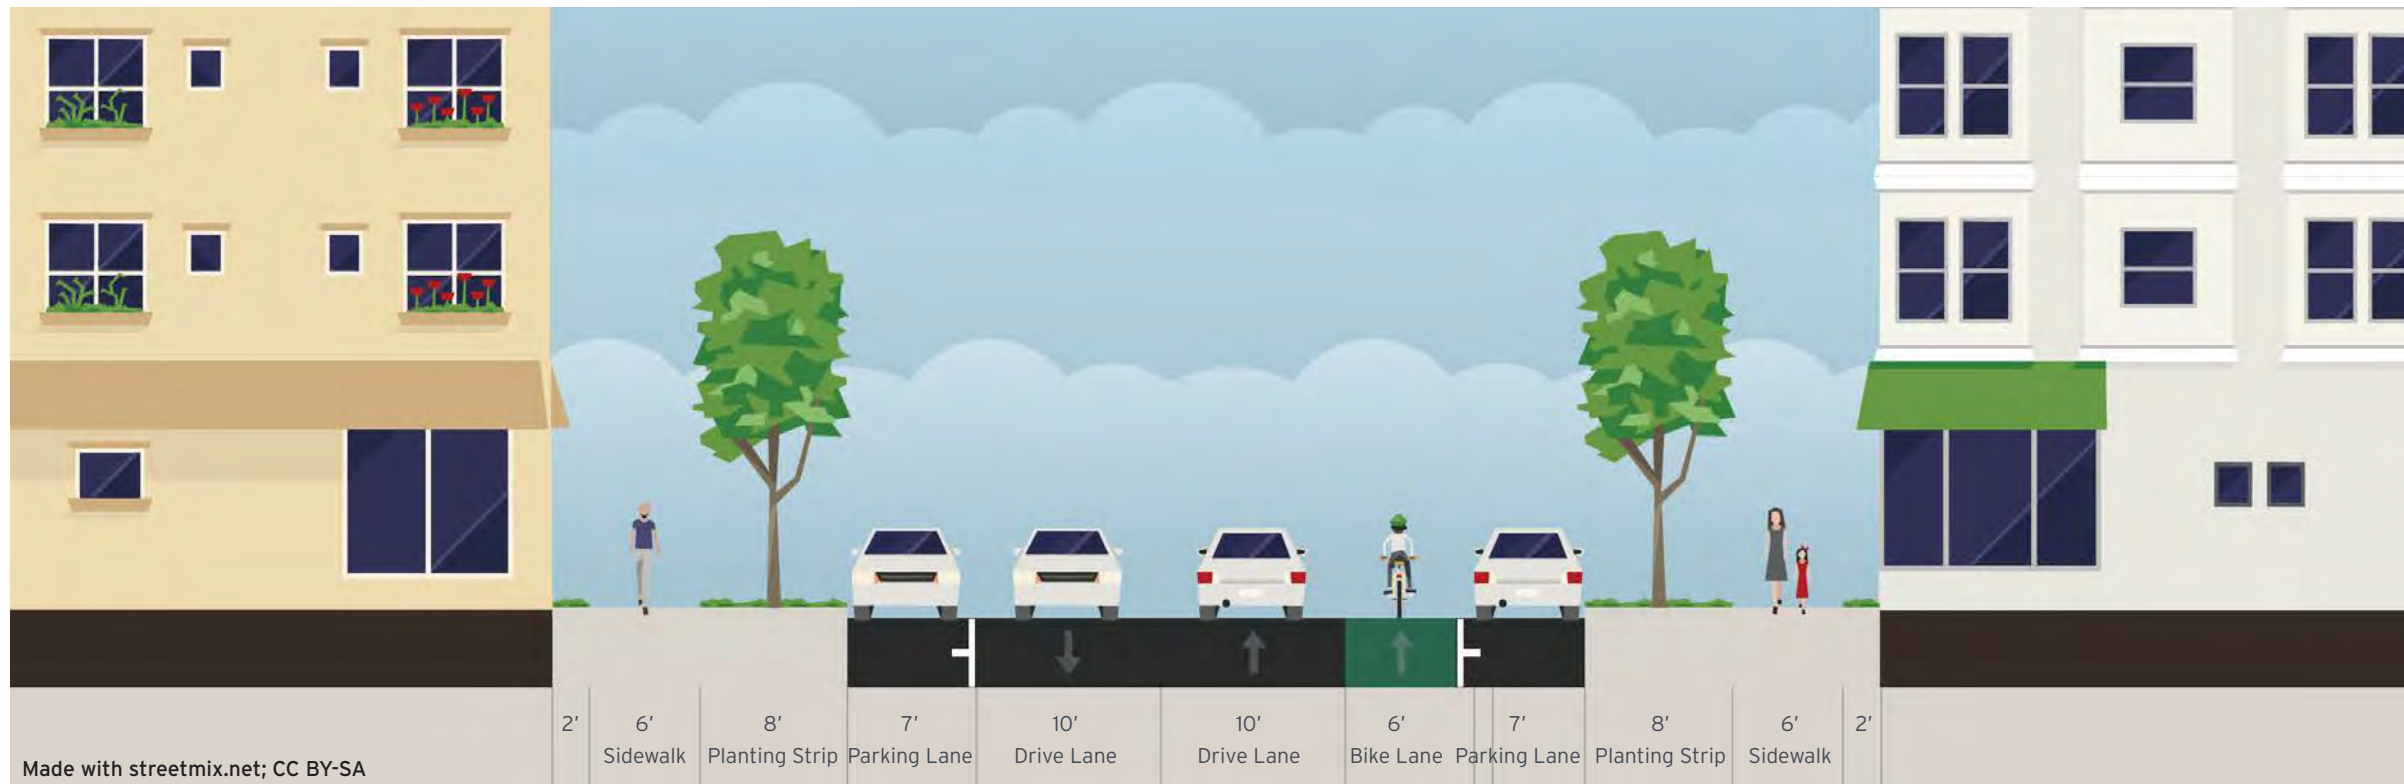 2’ 6’ 8’ 7’ 10’ 10’ 6’ 7’ 8’ 6’ 2’
Sidewalk Planting Strip Parking Lane Drive Lane Drive Lane Bike Lane Parking Lane Planting Strip Sidewalk
Made with streetmix.net; CC BY-SA